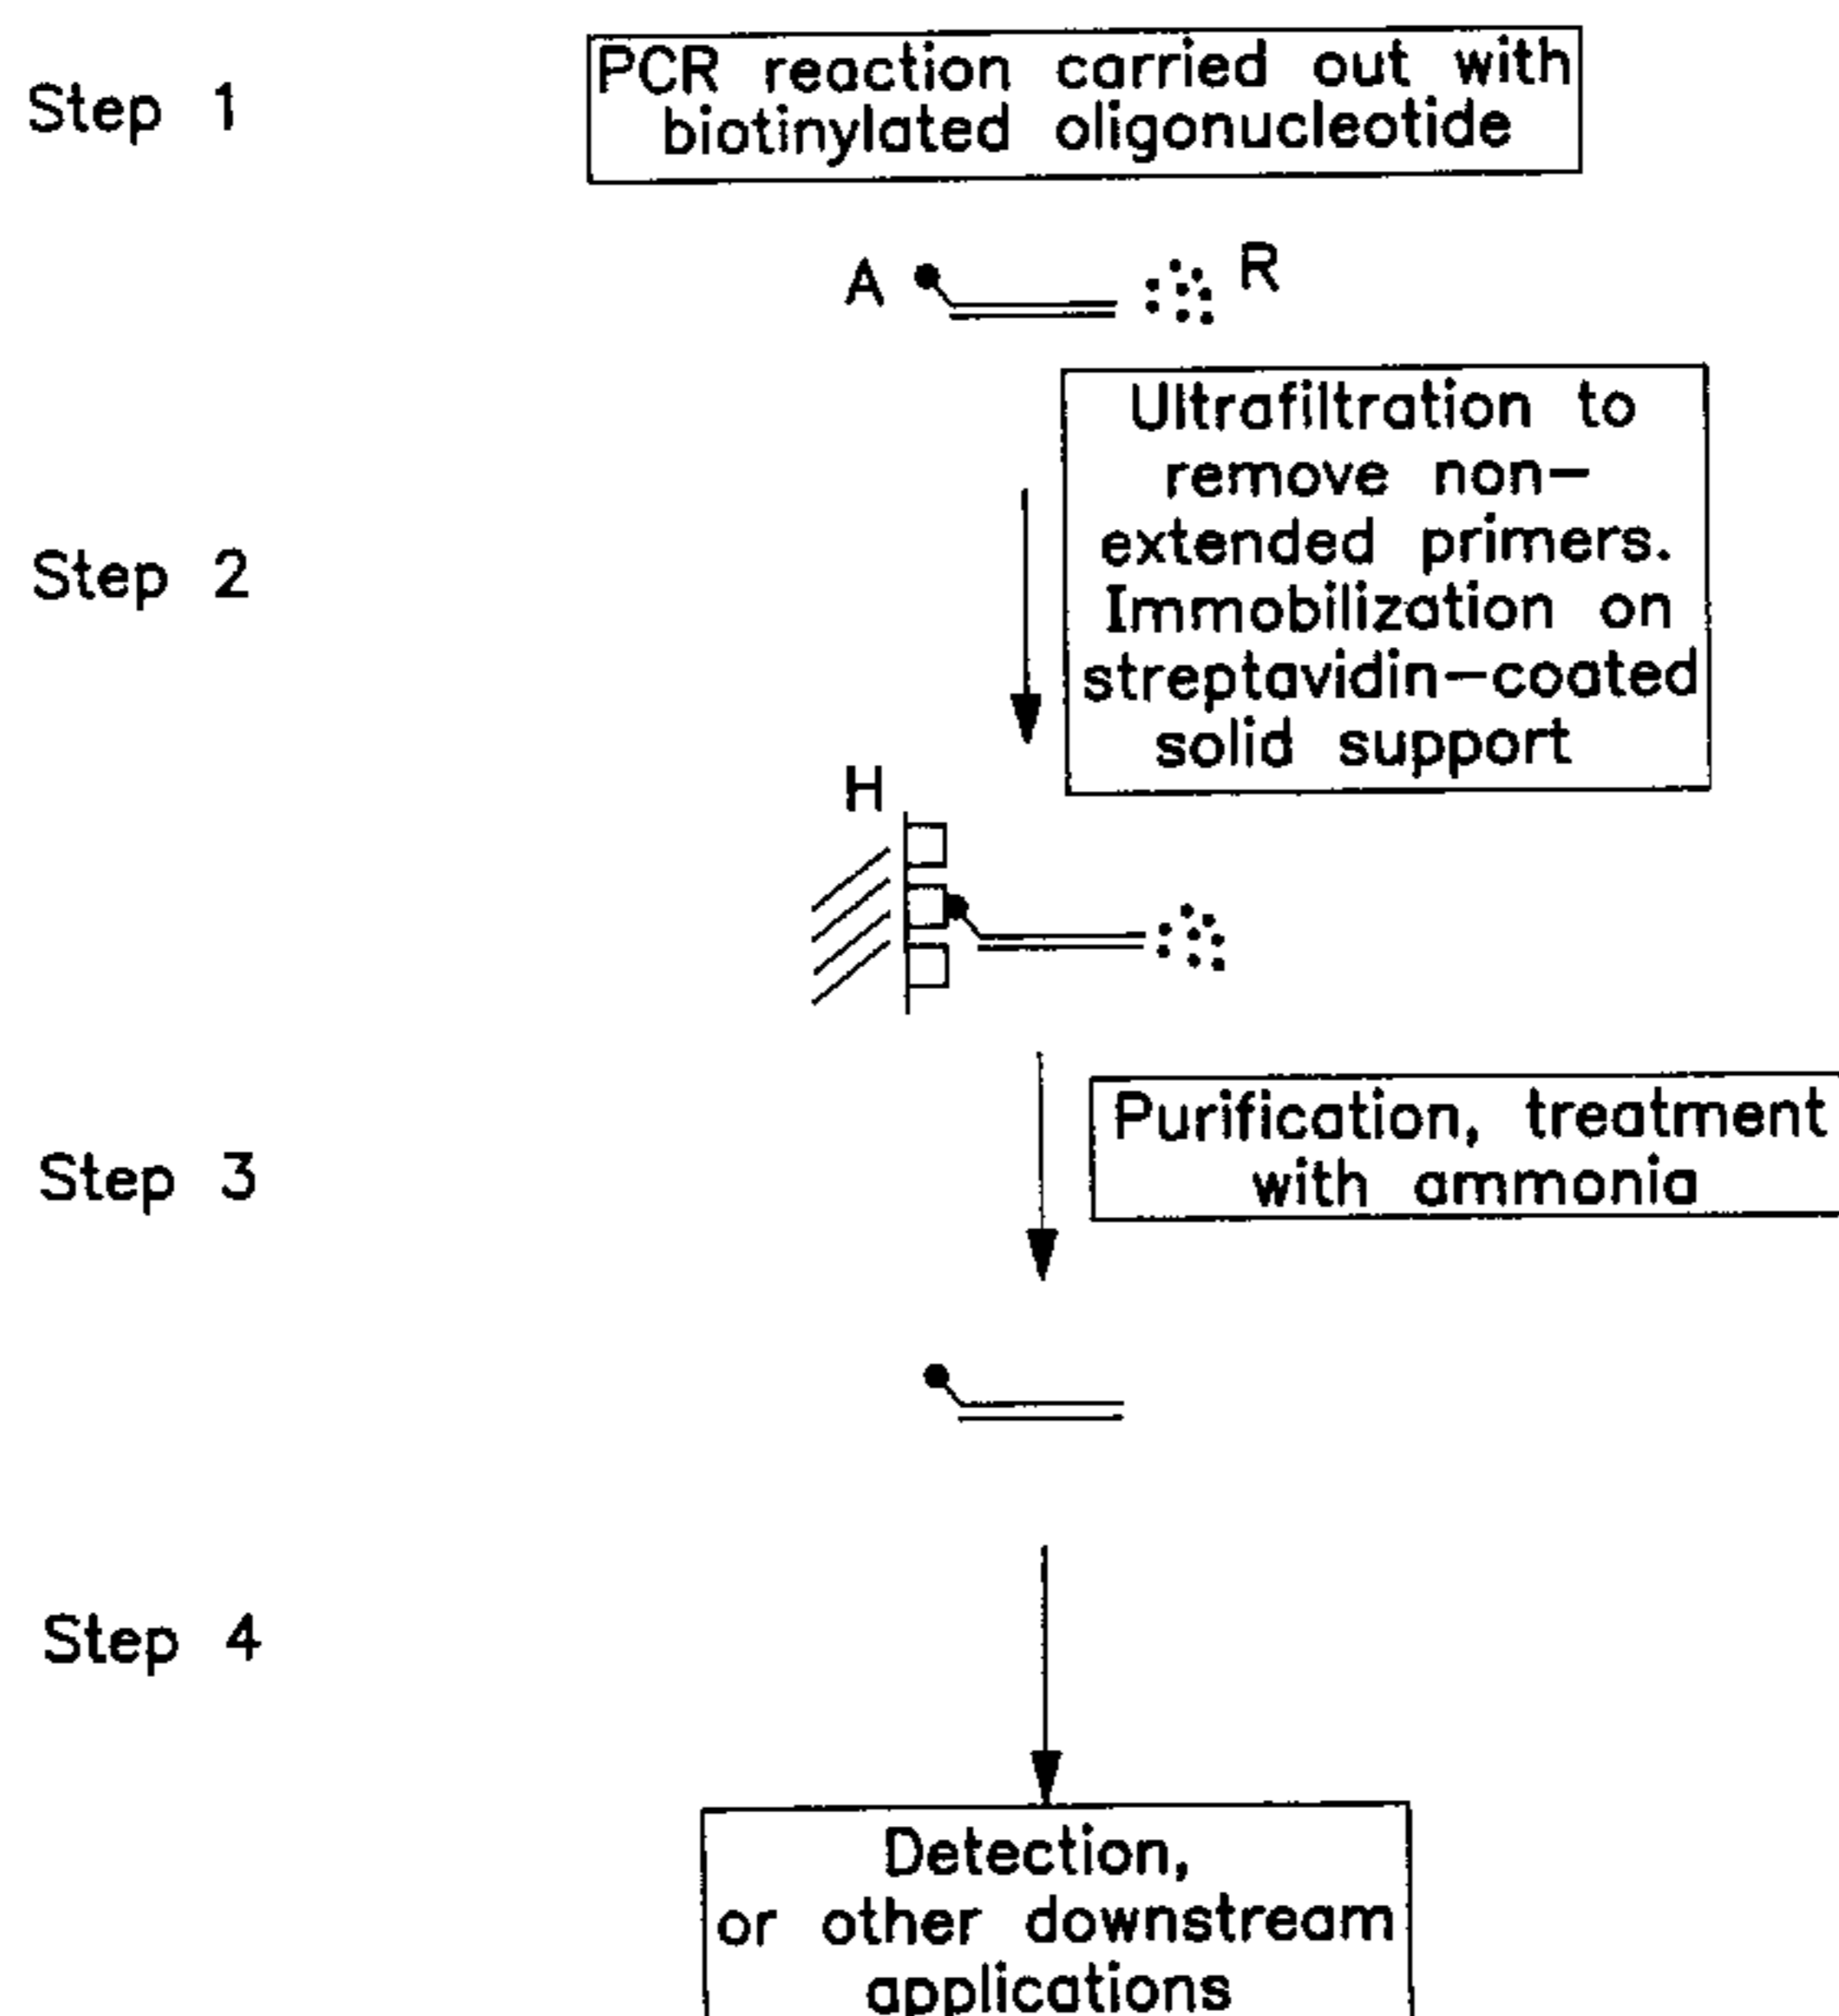 Step 1
PCR reaction carried out with
biotinylated oligonucleotide
A
R
Step 2
Ultrafiltration to
remove non-
extended primers.
Immobilization on
streptavidin-coated
solid support
H
Step 3
Purification, treatment
with ammonia
Step 4
Detection,
or other downstream
applications